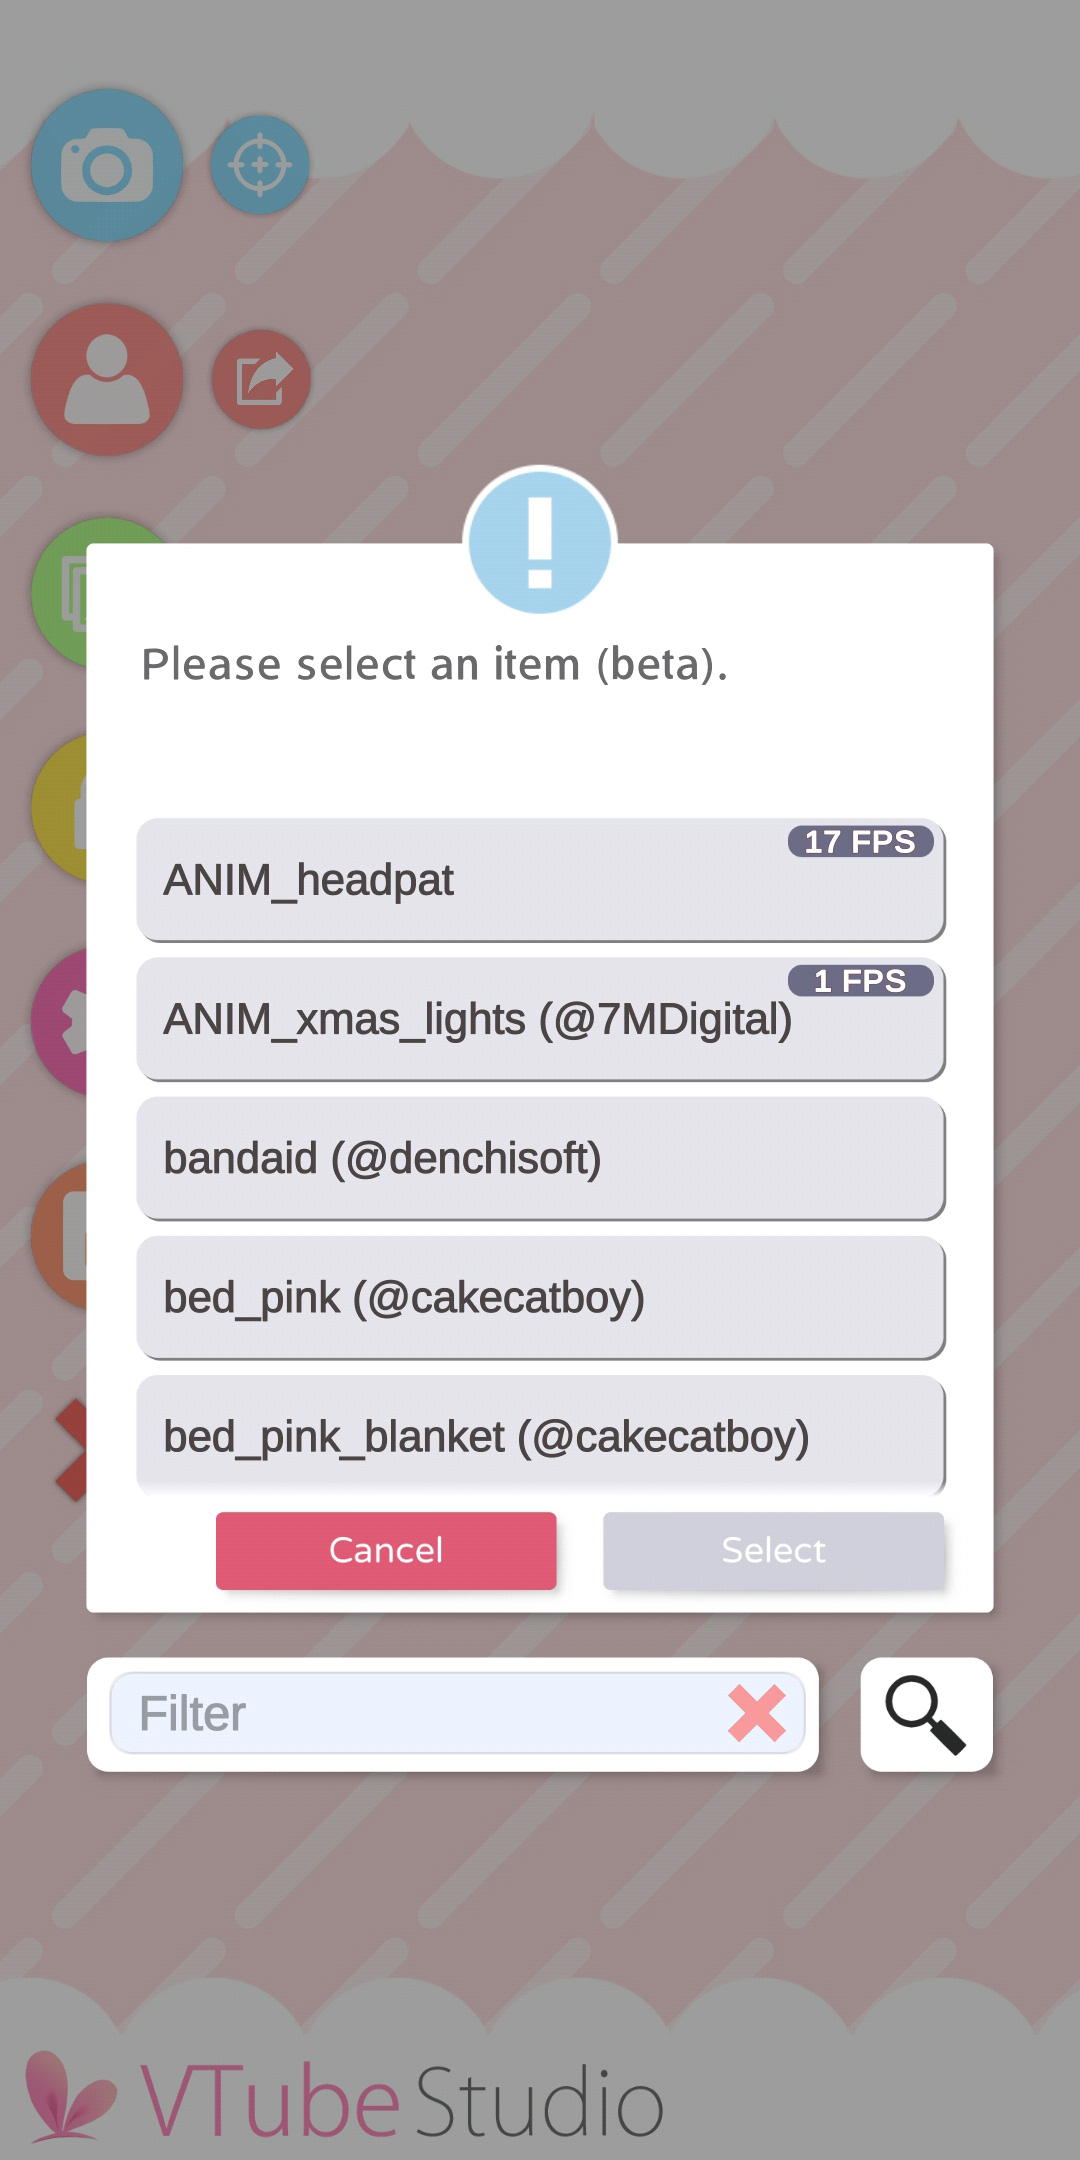 Please select an item (beta).
17 FPS
ANIM_headpat
1 FPS
ANIM_xmas_lights (@7MDigital)
bandaid (@denchisoft)
bed_pink (@cakecatboy)
bed_pink_blanket (@cakecatboy)
Cancel
Select
Filter
VTube Studio